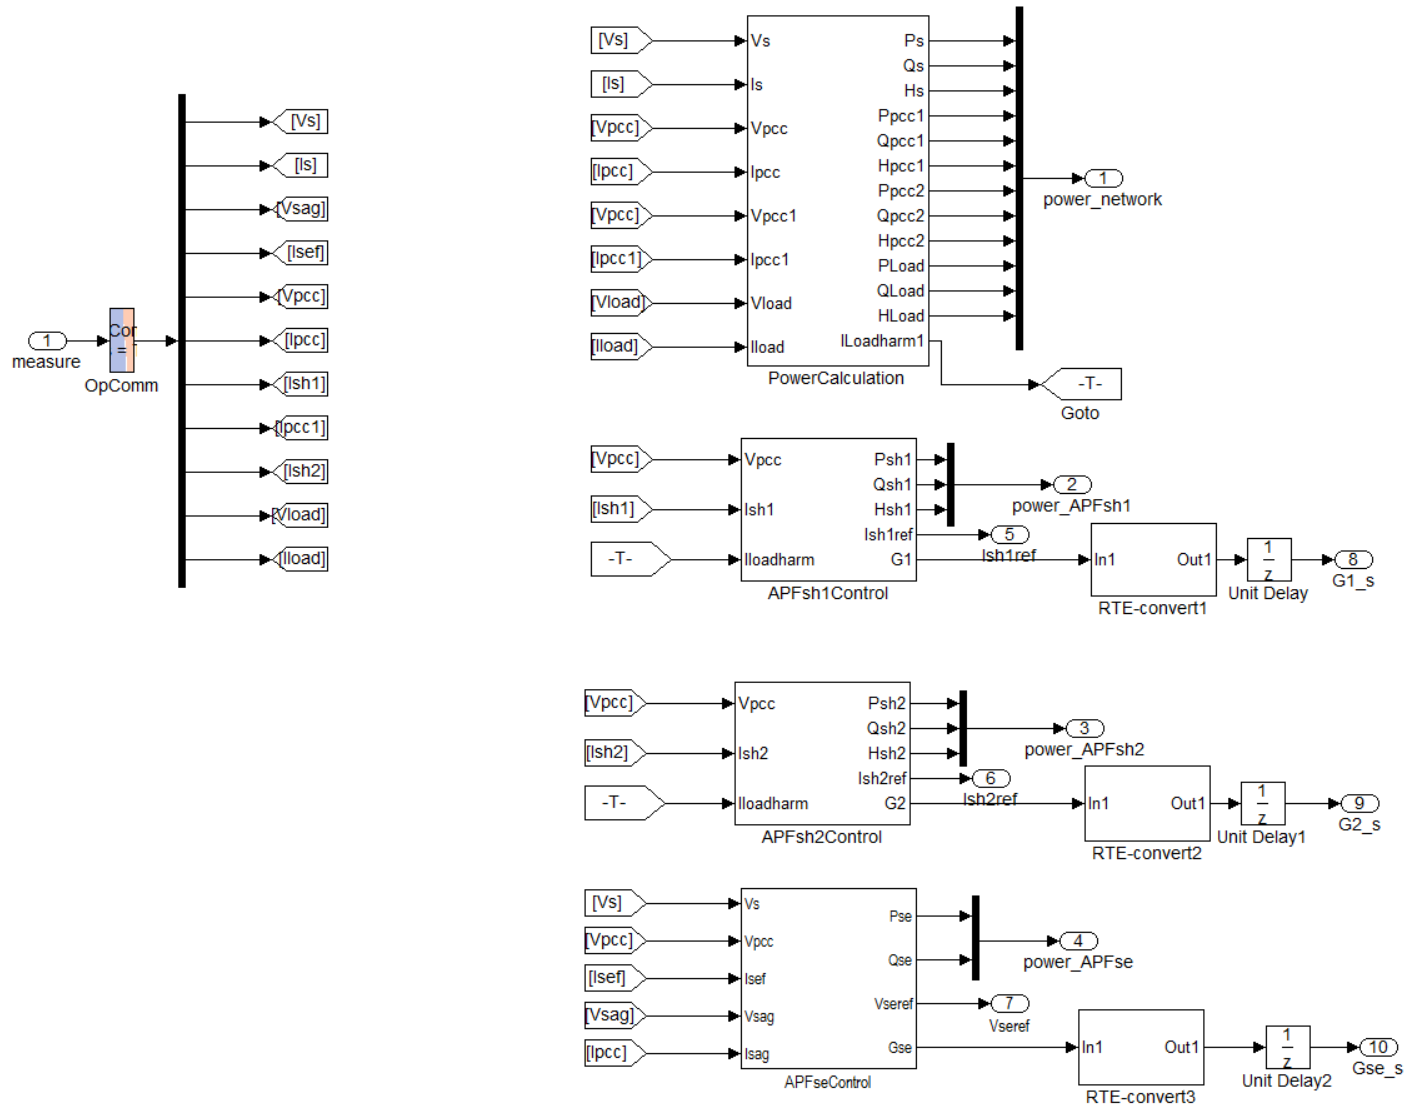 1
measure
Cor
=
OpComm
[Vs]
[Is]
[Vsag]
[Isef]
[Vpcc]
[Ipcc]
[Ish1]
[Ipcc1]
[Ish2]
[Vload]
[Iload]
[Vs]
[Is]
[Vpcc]
[Ipcc]
[Vpcc]
[Ipcc1]
[Vload]
[Iload]
Vs
Is
Vpcc
Ipcc
Vpcc1
Ipcc1
Vload
Iload
Ps
Qs
Hs
Ppcc1
Qpcc1
Hpcc1
Ppcc2
Qpcc2
Hpcc2
PLoad
QLoad
HLoad
ILoadharm1
PowerCalculation
1
power_network
-T-
Goto
[Vpcc]
[Ish1]
-T-
Vpcc
Ish1
Iloadharm
Psh1
Qsh1
Hsh1
Ish1ref
G1
APFsh1Control
2
power_APFsh1
5
Ish1ref
In1
Out1
RTE-convert1
1
z
Unit Delay
8
G1_s
[Vpcc]
[Ish2]
-T-
Vpcc
Ish2
Iloadharm
Psh2
Qsh2
Hsh2
Ish2ref
G2
APFsh2Control
3
power_APFsh2
6
Ish2ref
In1
Out1
RTE-convert2
1
z
Unit Delay1
9
G2_s
[Vs]
[Vpcc]
[Isef]
[Vsag]
[Ipcc]
Vs
Vpcc
Isef
Vsag
Isag
Pse
Qse
Vseref
Gse
APFseControl
4
power_APFse
7
Vseref
In1
Out1
RTE-convert3
1
z
Unit Delay2
10
Gse_s